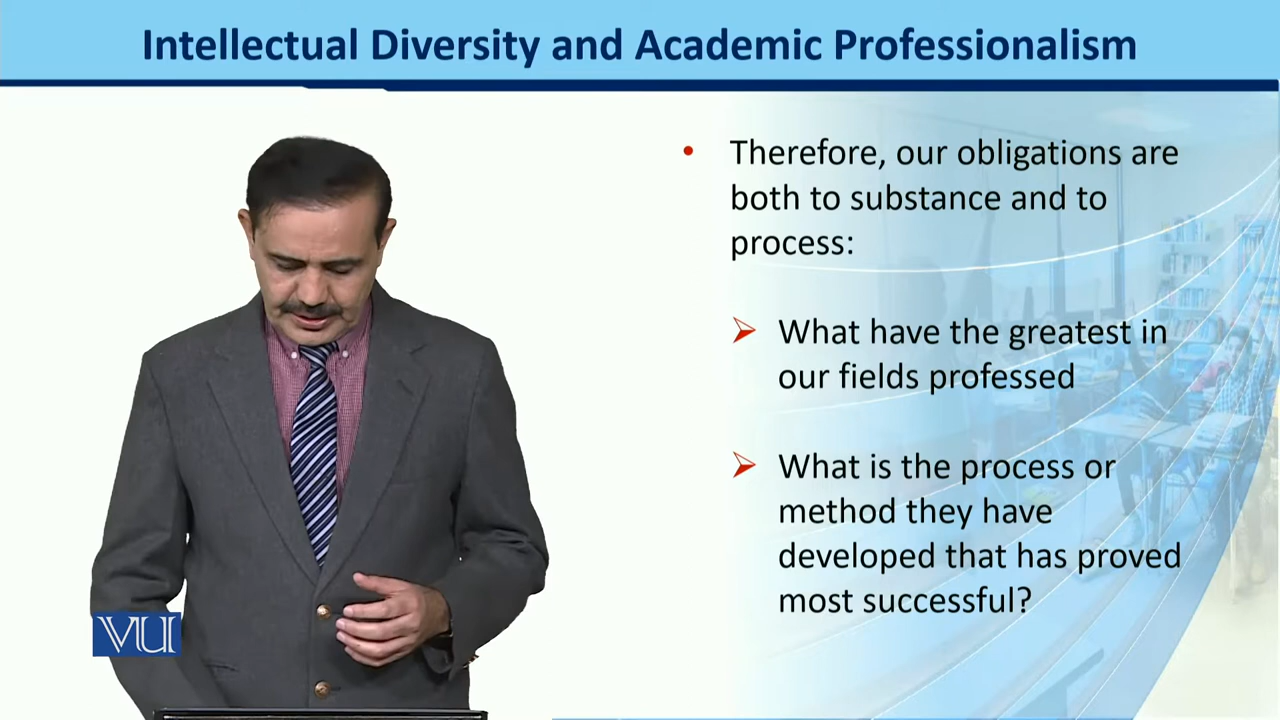 Intellectual Diversity and Academic Professionalism
• Therefore, our obligations are
both to substance and to
process:
➢ What have the greatest in
our fields professed
➢ What is the process or
method they have
developed that has proved
most successful?
VU